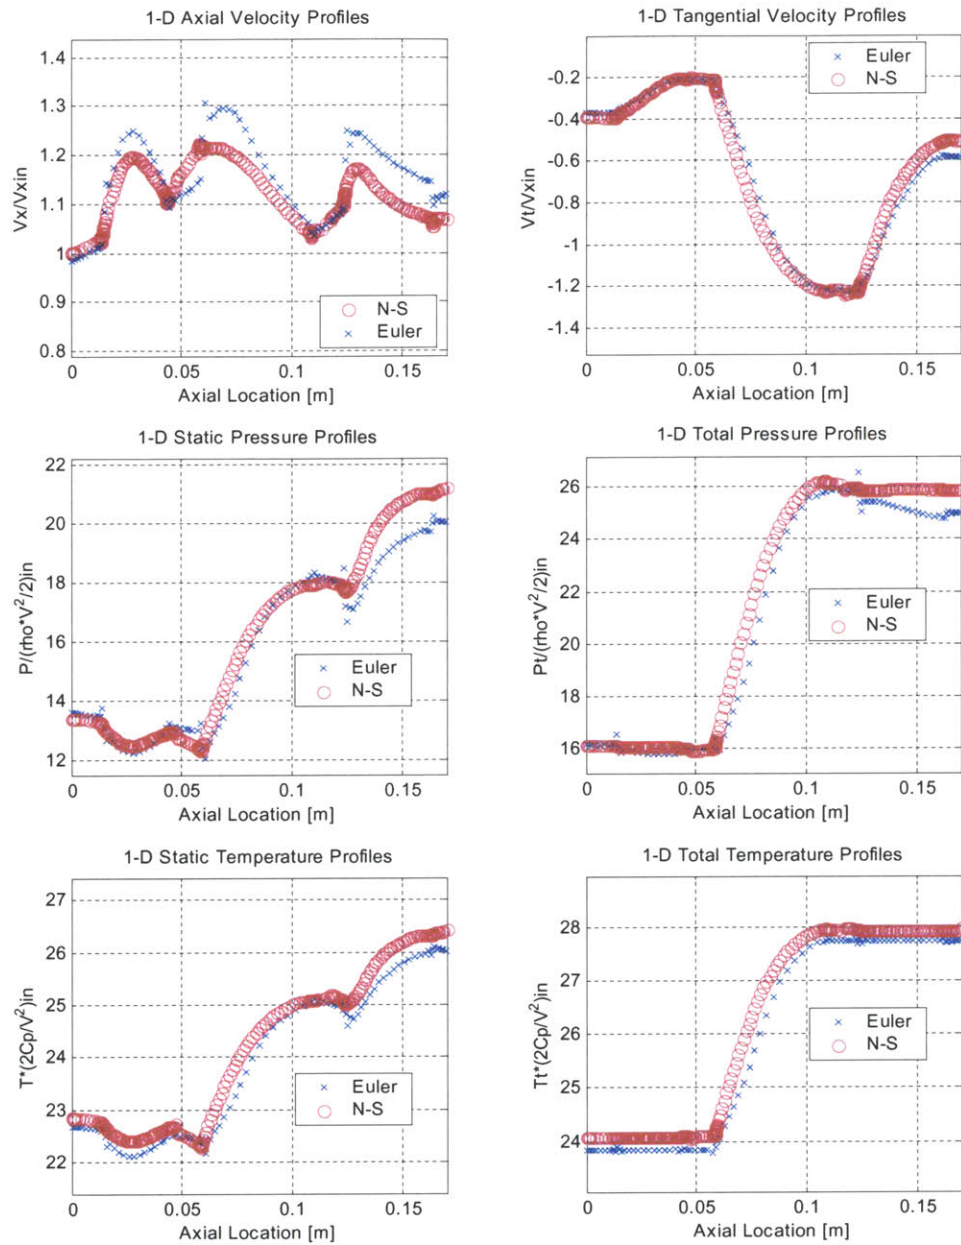 1-D Axial Velocity Profiles
1.4
1.3
1.2
1.1
1
0.9
0.8
Vx/Vxin
N-S
Euler
0 0.05 0.1 0.15
Axial Location [m]
1-D Tangential Velocity Profiles
-0.2
-0.4
-0.6
-0.8
-1
-1.2
-1.4
Vt/Vxin
Euler
N-S
0 0.05 0.1 0.15
Axial Location [m]
1-D Static Pressure Profiles
22
20
18
16
14
12
P/(rho*V^2/2)in
Euler
N-S
0 0.05 0.1 0.15
Axial Location [m]
1-D Total Pressure Profiles
26
24
22
20
18
16
Pt/(rho*V^2/2)in
Euler
N-S
0 0.05 0.1 0.15
Axial Location [m]
1-D Static Temperature Profiles
27
26
25
24
23
22
T*(2Cp/V^2)in
Euler
N-S
0 0.05 0.1 0.15
Axial Location [m]
1-D Total Temperature Profiles
28
27
26
25
24
Tt*(2Cp/V^2)in
Euler
N-S
0 0.05 0.1 0.15
Axial Location [m]